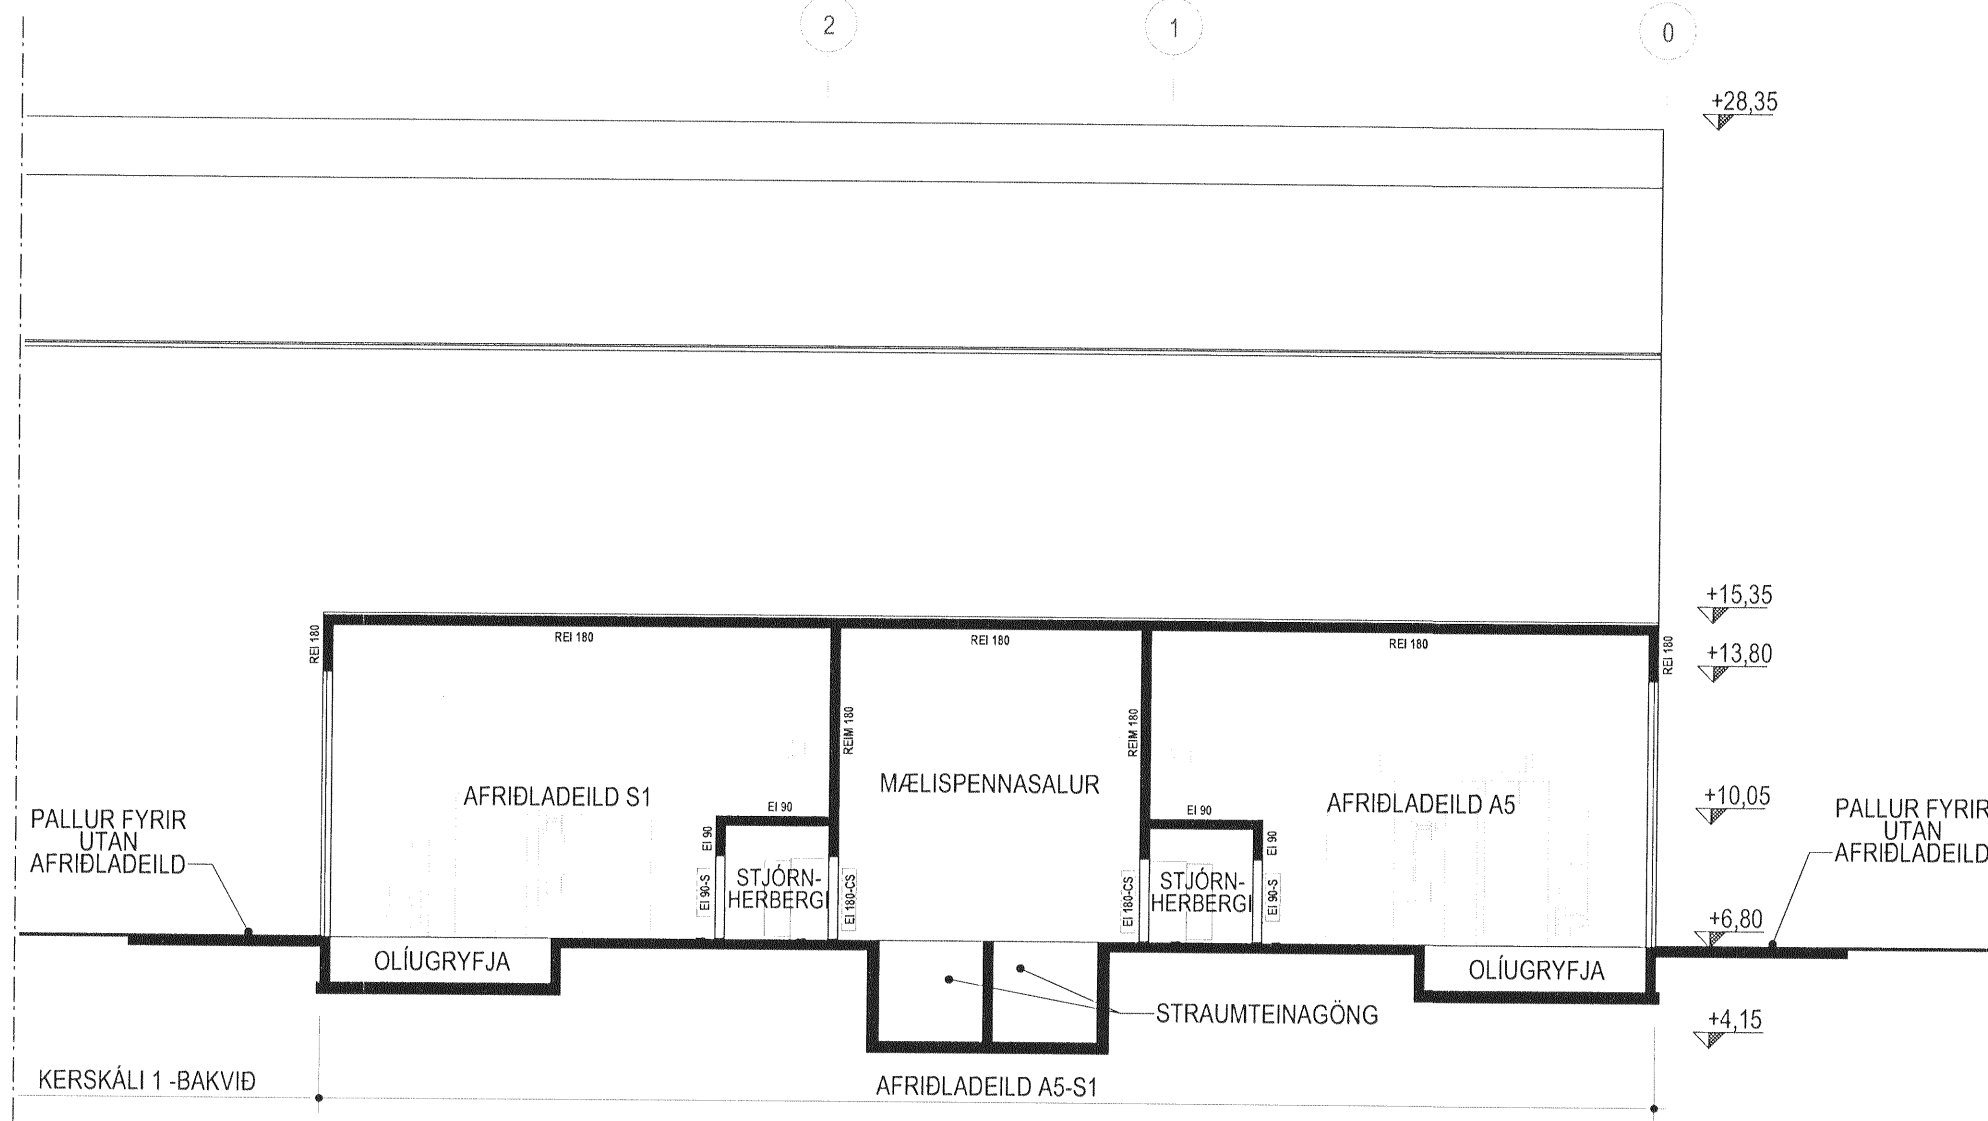 2
1
0
+28,35
+15,35
REI 180
REI 180
REI 180
REI 180
REI 180
+13,80
REIM 180
REIM 180
MÆLISPENNASALUR
AFRIÐLADEILD S1
AFRIÐLADEILD A5
EI 90
EI 90
+10,05
PALLUR FYRIR
UTAN
AFRIÐLADEILD
PALLUR FYRIR
UTAN
AFRIÐLADEILD
EI 90
EI 90
EI 90-S
STJÓRN-
HERBERGI
EI 180-CS
EI 180-CS
STJÓRN-
HERBERGI
EI 90-S
+6,80
OLÍUGRYFJA
OLÍUGRYFJA
STRAUMTEINAGÖNG
+4,15
KERSKÁLI 1 -BAKVIÐ
AFRIÐLADEILD A5-S1